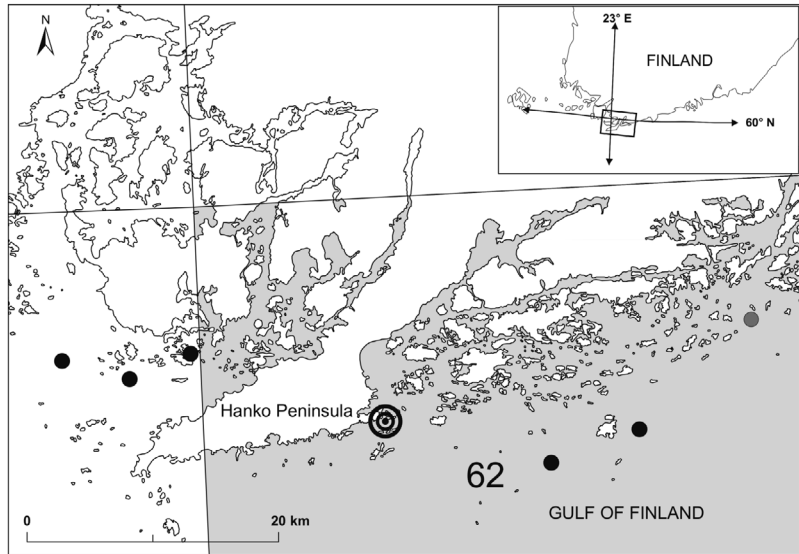 N
23° E
FINLAND
60° N
Hanko Peninsula
62
GULF OF FINLAND
0
20 km